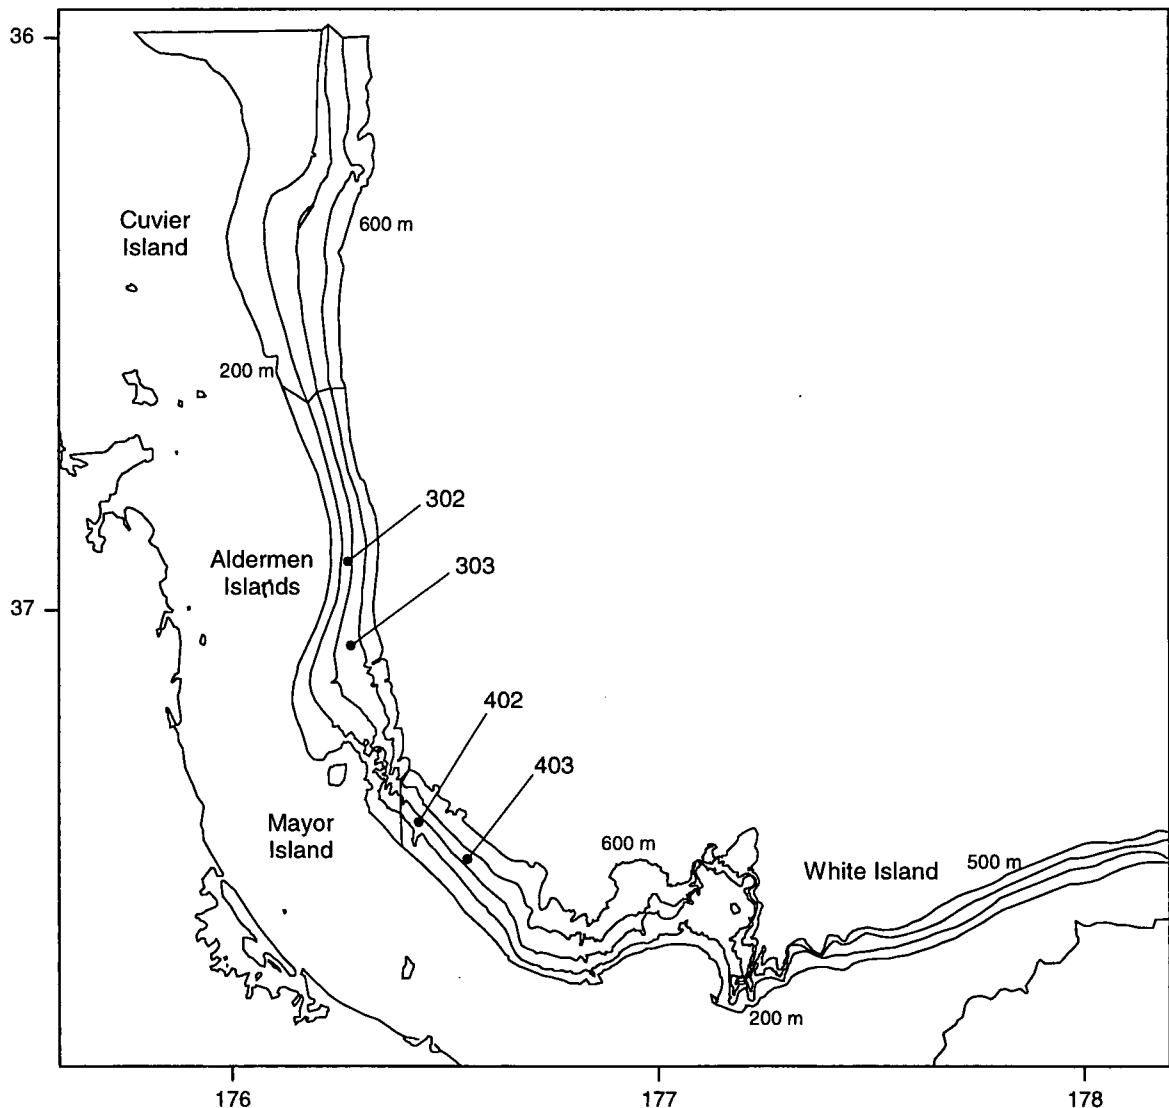 36
Cuvier
Island
600 m
200 m
302
Aldermen
Islands
303
37
402
403
Mayor
Island
600 m
White Island
500 m
200 m
176
177
178